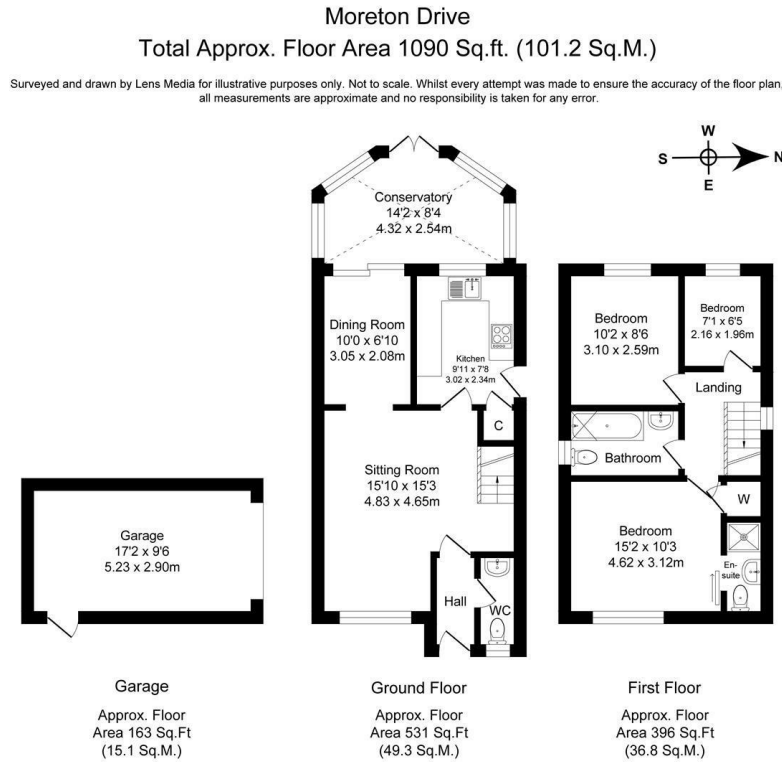 Moreton Drive
Total Approx. Floor Area 1090 Sq.ft. (101.2 Sq.M.)
Surveyed and drawn by Lens Media for illustrative purposes only. Not to scale. Whilst every attempt was made to ensure the accuracy of the floor plan,
all measurements are approximate and no responsibility is taken for any error.
W
S
N
E
Conservatory
14'2 x 8'4
4.32 x 2.54m
Dining Room
10'0 x 6'10
3.05 x 2.08m
Kitchen
9'11 x 7'8
3.02 x 2.34m
C
Sitting Room
15'10 x 15'3
4.83 x 4.65m
Hall
WC
Bedroom
10'2 x 8'6
3.10 x 2.59m
Bedroom
7'1 x 6'5
2.16 x 1.96m
Landing
Bathroom
W
Bedroom
15'2 x 10'3
4.62 x 3.12m
En-
suite
Garage
17'2 x 9'6
5.23 x 2.90m
Garage
Approx. Floor
Area 163 Sq.Ft
(15.1 Sq.M.)
Ground Floor
Approx. Floor
Area 531 Sq.Ft
(49.3 Sq.M.)
First Floor
Approx. Floor
Area 396 Sq.Ft
(36.8 Sq.M.)